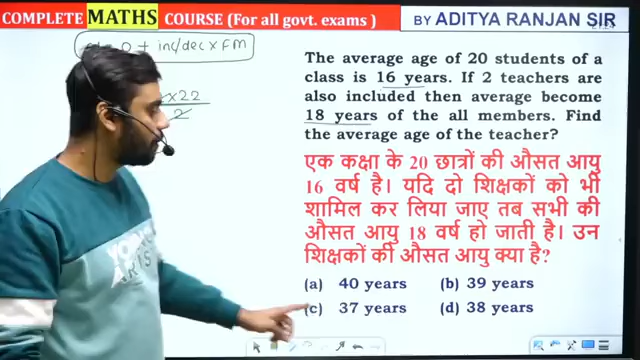 COMPLETE MATHS COURSE (For all govt. exams )
BY ADITYA RANJAN SIR
0 + inc/dec × FM
× 22
2
The average age of 20 students of a
class is 16 years. If 2 teachers are
also included then average become
18 years of the all members. Find
the average age of the teacher?
एक कक्षा के 20 छात्रों की औसत आयु
16 वर्ष है। यदि दो शिक्षकों को भी
शामिल कर लिया जाए तब सभी की
औसत आयु 18 वर्ष हो जाती है। उन
शिक्षकों की औसत आयु क्या है?
(a) 40 years (b) 39 years
(c) 37 years (d) 38 years